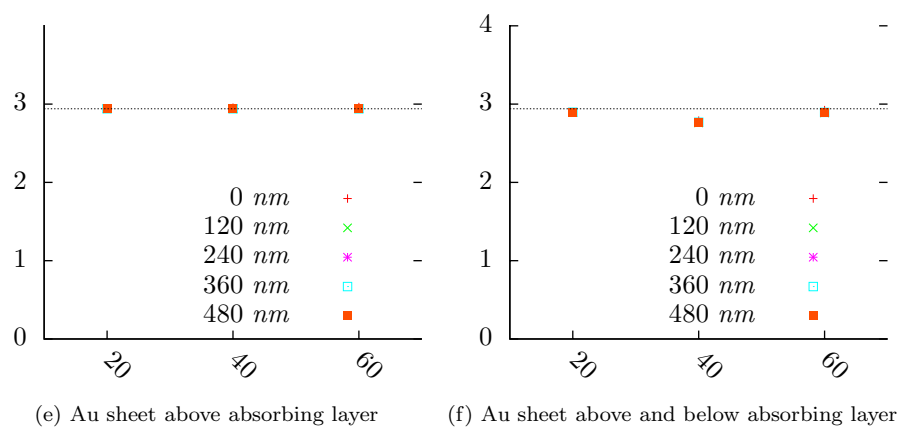 3
2
1
0
0 nm
120 nm
240 nm
360 nm
480 nm
20
40
60
(e) Au sheet above absorbing layer
4
3
2
1
0
0 nm
120 nm
240 nm
360 nm
480 nm
20
40
60
(f) Au sheet above and below absorbing layer